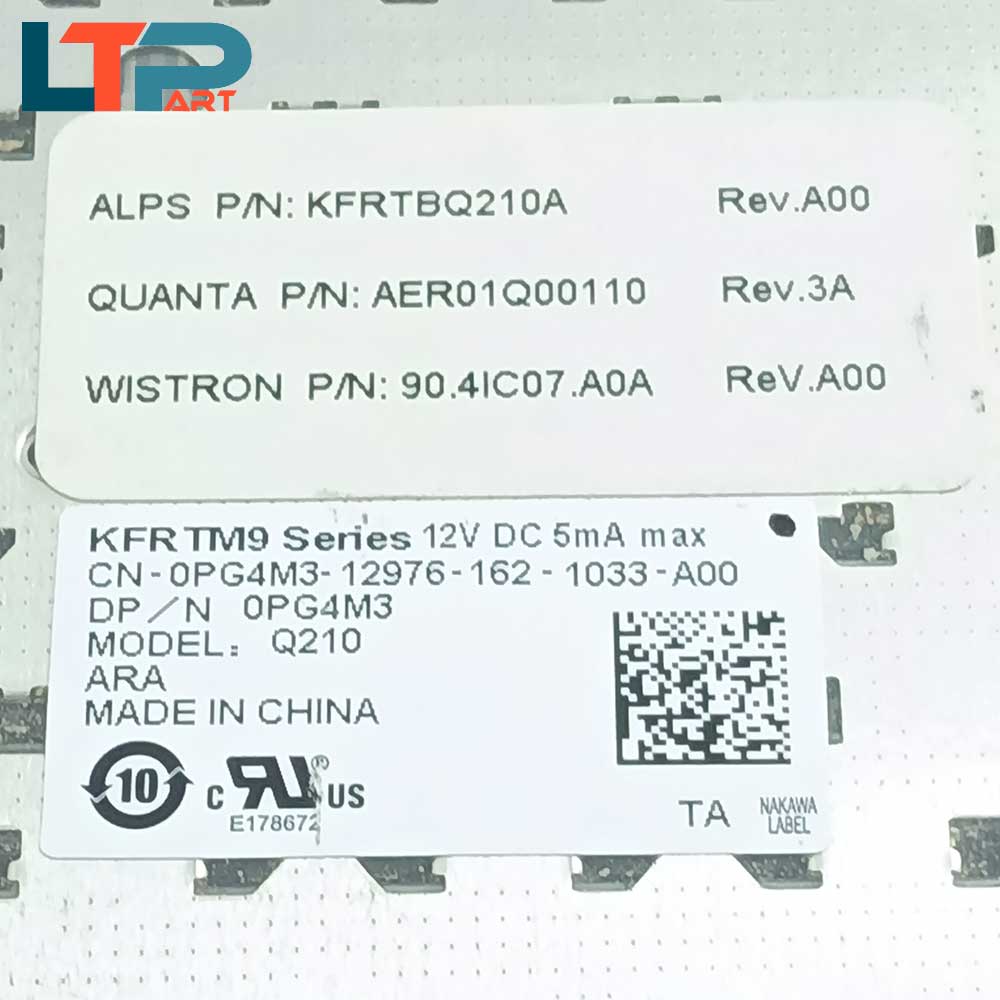 LTP
PART
ALPS P/N: KFRTBQ210A Rev.A00
QUANTA P/N: AER01Q00110 Rev.3A
WISTRON P/N: 90.4IC07.A0A ReV.A00
KFRTM9 Series 12V DC 5mA max
CN-0PG4M3-12976-162-1033-A00
DP/N 0PG4M3
MODEL: Q210
ARA
MADE IN CHINA
10
c RU ® US
E178672
TA
NAKAWA
LABEL